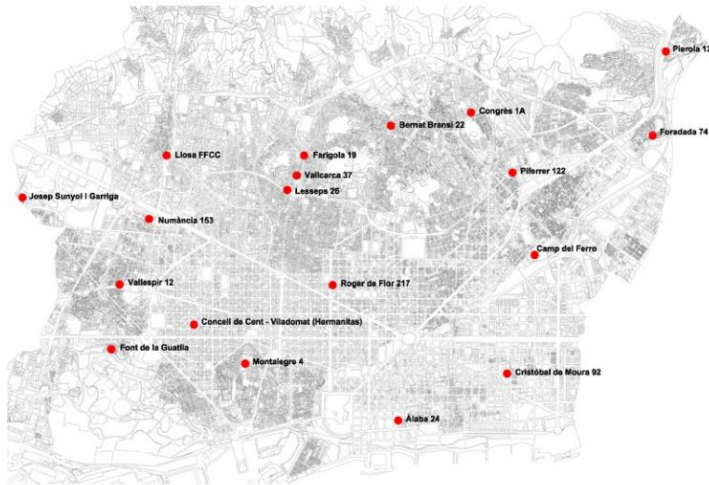 Pierola 12
Congrès 1A
Bernat Bransi 22
Foradada 74
Llosa FFCC
Farigola 19
Vallcarca 37
Piferrer 122
Lesseps 26
Josep Sunyol i Garriga
Numància 153
Camp del Ferro
Vallespir 12
Roger de Flor 217
Concell de Cent - Viladomat (Hermanitas)
Font de la Guatlla
Montalegre 4
Cristóbal de Moura 92
Àlaba 24